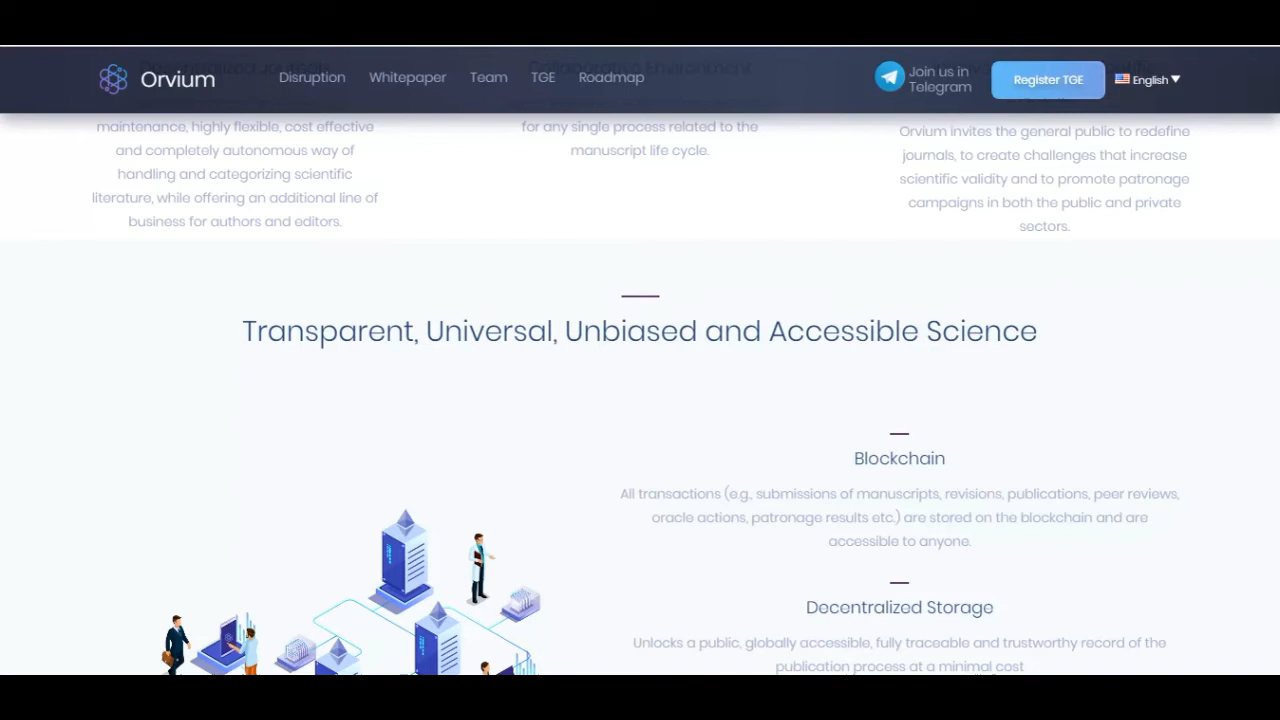 Orvium
Disruption
Whitepaper
Team
TGE
Roadmap
Join us in
Telegram
Register TGE
English
maintenance, highly flexible, cost effective
and completely autonomous way of
handling and categorizing scientific
literature, while offering an additional line of
business for authors and editors.
for any single process related to the
manuscript life cycle.
Orvium invites the general public to redefine
journals, to create challenges that increase
scientific validity and to promote patronage
campaigns in both the public and private
sectors.
Transparent, Universal, Unbiased and Accessible Science
Blockchain
All transactions (e.g., submissions of manuscripts, revisions, publications, peer reviews,
oracle actions, patronage results etc.) are stored on the blockchain and are
accessible to anyone.
Decentralized Storage
Unlocks a public, globally accessible, fully traceable and trustworthy record of the
publication process at a minimal cost